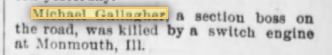 Michael Gallagher, a section boss on
the road, was killed by a switch engine
at Monmouth, Ill.